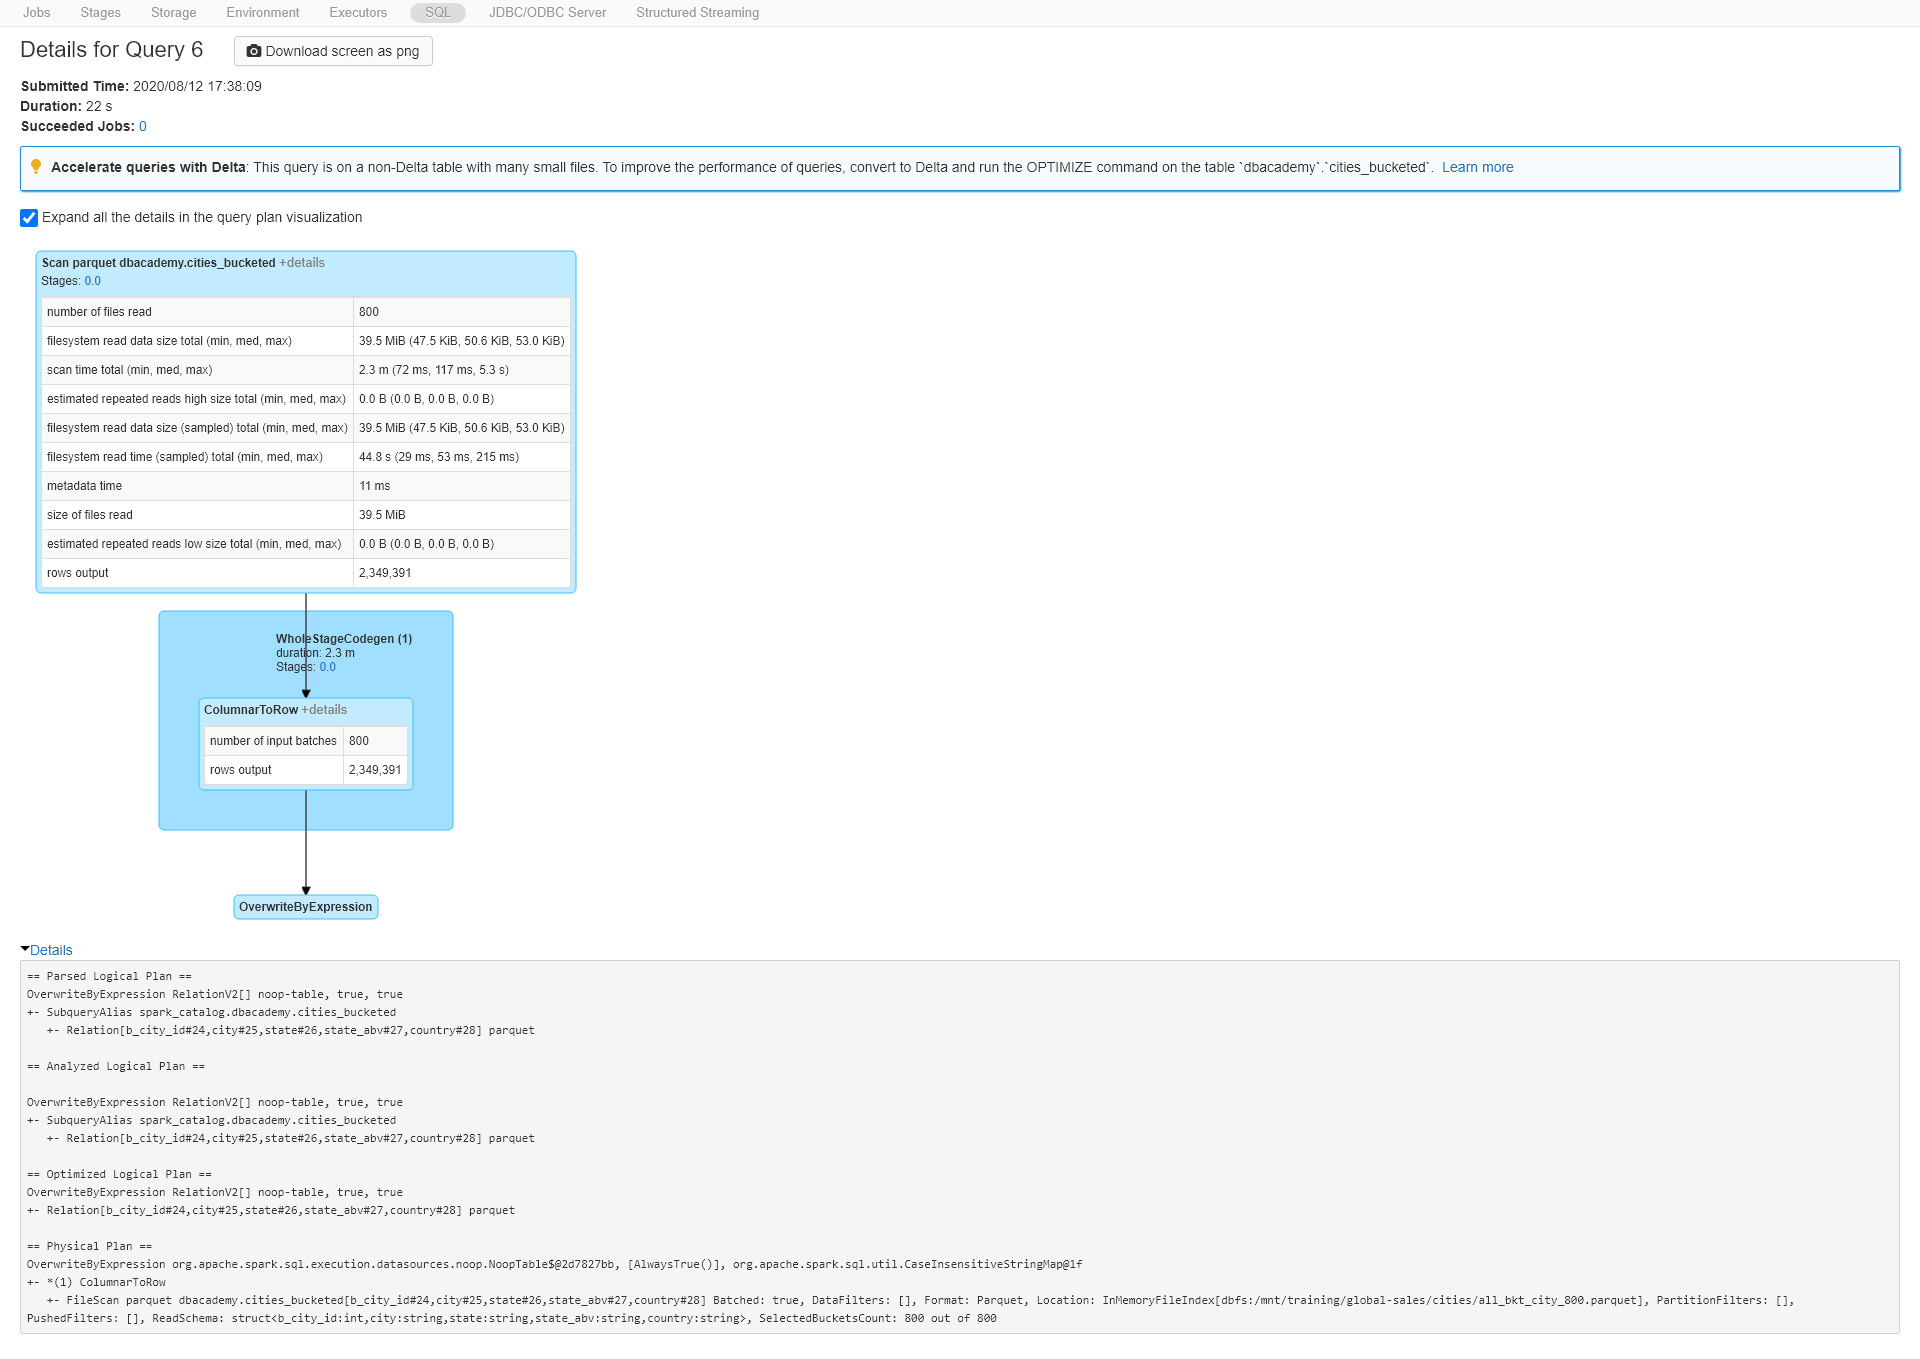 Jobs Stages Storage Environment Executors SQL JDBC/ODBC Server Structured Streaming
Details for Query 6 Download screen as png
Submitted Time: 2020/08/12 17:38:09
Duration: 22 s
Succeeded Jobs: 0
Accelerate queries with Delta: This query is on a non-Delta table with many small files. To improve the performance of queries, convert to Delta and run the OPTIMIZE command on the table `dbacademy`.`cities_bucketed`. Learn more
Expand all the details in the query plan visualization
Scan parquet dbacademy.cities_bucketed +details
Stages: 0.0
number of files read 800
filesystem read data size total (min, med, max) 39.5 MiB (47.5 KiB, 50.6 KiB, 53.0 KiB)
scan time total (min, med, max) 2.3 m (72 ms, 117 ms, 5.3 s)
estimated repeated reads high size total (min, med, max) 0.0 B (0.0 B, 0.0 B, 0.0 B)
filesystem read data size (sampled) total (min, med, max) 39.5 MiB (47.5 KiB, 50.6 KiB, 53.0 KiB)
filesystem read time (sampled) total (min, med, max) 44.8 s (29 ms, 53 ms, 215 ms)
metadata time 11 ms
size of files read 39.5 MiB
estimated repeated reads low size total (min, med, max) 0.0 B (0.0 B, 0.0 B, 0.0 B)
rows output 2,349,391
WholeStageCodegen (1)
duration: 2.3 m
Stages: 0.0
ColumnarToRow +details
number of input batches 800
rows output 2,349,391
OverwriteByExpression
Details
== Parsed Logical Plan ==
OverwriteByExpression RelationV2[] noop-table, true, true
+- SubqueryAlias spark_catalog.dbacademy.cities_bucketed
   +- Relation[b_city_id#24,city#25,state#26,state_abv#27,country#28] parquet
== Analyzed Logical Plan ==
OverwriteByExpression RelationV2[] noop-table, true, true
+- SubqueryAlias spark_catalog.dbacademy.cities_bucketed
   +- Relation[b_city_id#24,city#25,state#26,state_abv#27,country#28] parquet
== Optimized Logical Plan ==
OverwriteByExpression RelationV2[] noop-table, true, true
+- Relation[b_city_id#24,city#25,state#26,state_abv#27,country#28] parquet
== Physical Plan ==
OverwriteByExpression org.apache.spark.sql.execution.datasources.noop.NoopTable$@2d7827bb, [AlwaysTrue()], org.apache.spark.sql.util.CaseInsensitiveStringMap@1f
+- *(1) ColumnarToRow
   +- FileScan parquet dbacademy.cities_bucketed[b_city_id#24,city#25,state#26,state_abv#27,country#28] Batched: true, DataFilters: [], Format: Parquet, Location: InMemoryFileIndex[dbfs:/mnt/training/global-sales/cities/all_bkt_city_800.parquet], PartitionFilters: [],
PushedFilters: [], ReadSchema: struct<b_city_id:int,city:string,state:string,state_abv:string,country:string>, SelectedBucketsCount: 800 out of 800